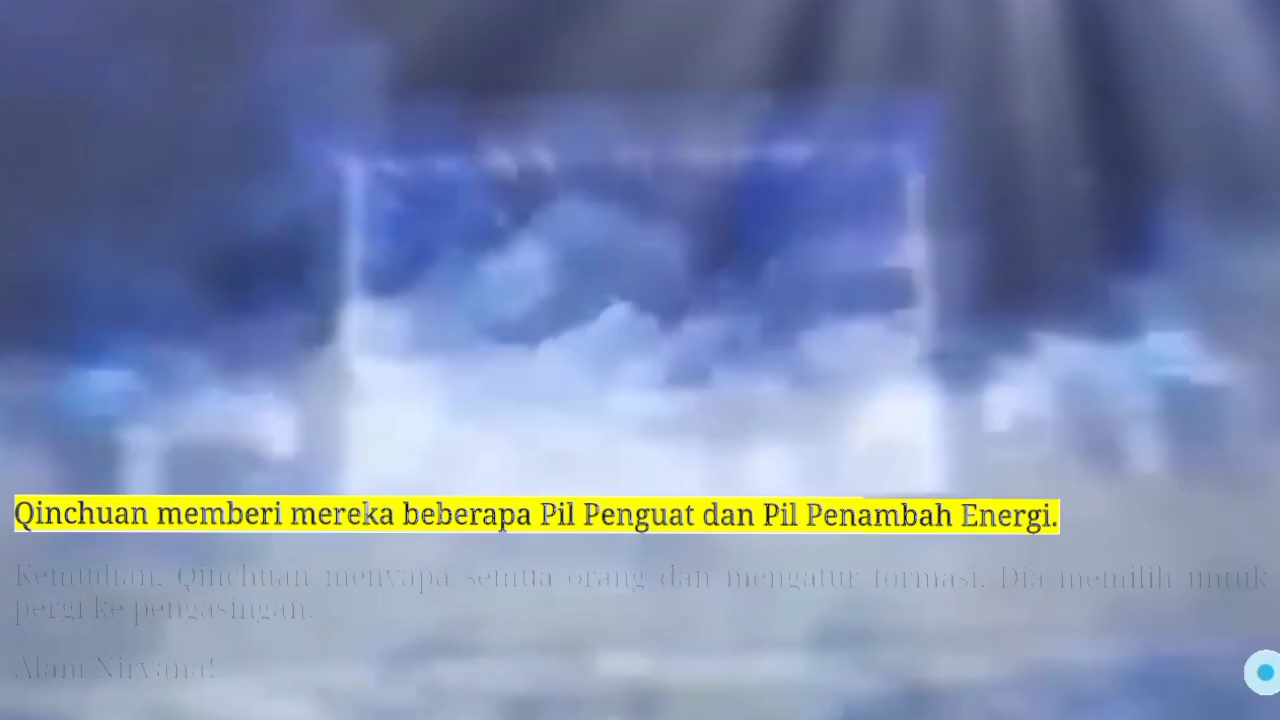 Qinchuan memberi mereka beberapa Pil Penguat dan Pil Penambah Energi.
Kemudian, Qinchuan menyapa semua orang dan mengatur formasi. Dia memilih untuk
pergi ke pengasingan.
Alam Nirvana!